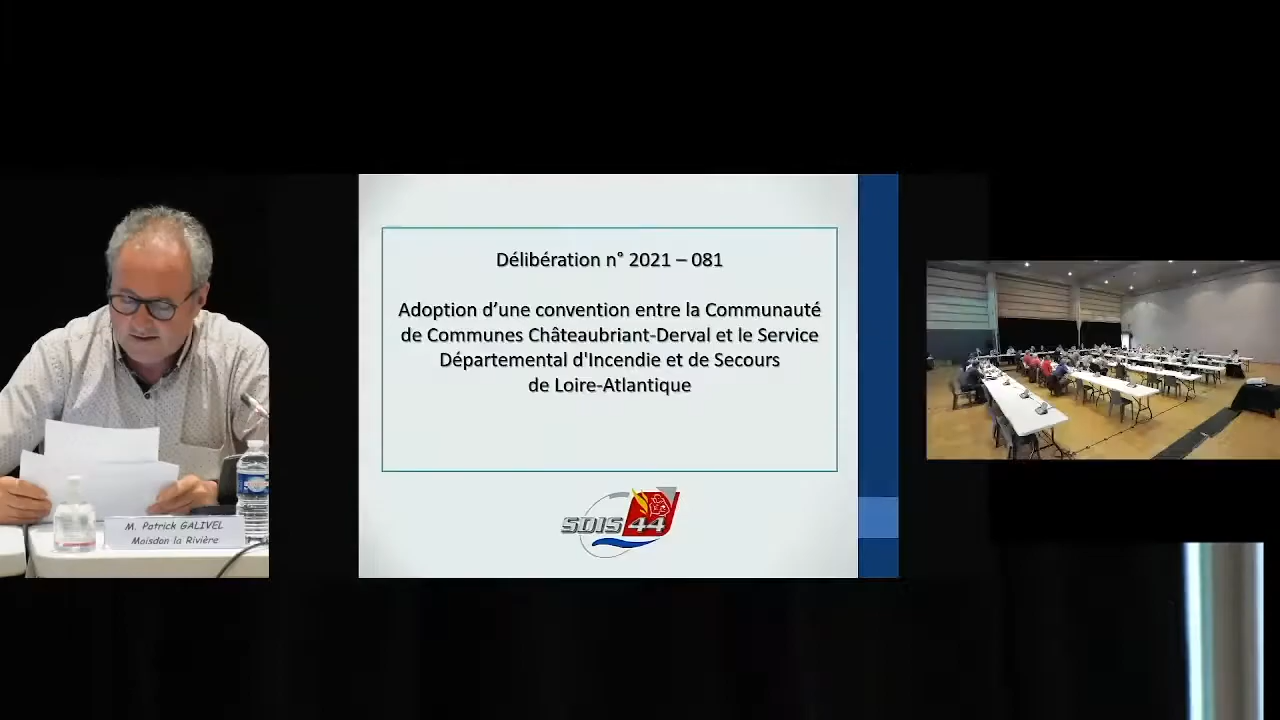 M. Patrick GALIVEL
Moisdon la Rivière
Délibération n° 2021 – 081
Adoption d’une convention entre la Communauté
de Communes Châteaubriant-Derval et le Service
Départemental d'Incendie et de Secours
de Loire-Atlantique
SDIS 44